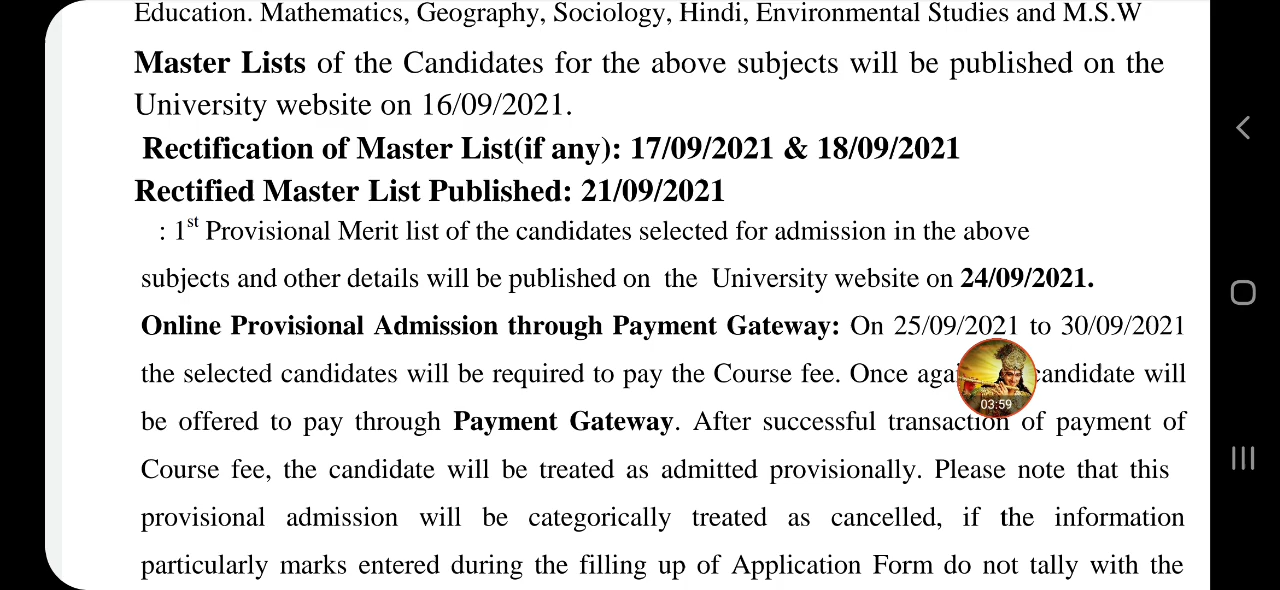 Education. Mathematics, Geography, Sociology, Hindi, Environmental Studies and M.S.W
Master Lists of the Candidates for the above subjects will be published on the
University website on 16/09/2021.
Rectification of Master List(if any): 17/09/2021 & 18/09/2021
Rectified Master List Published: 21/09/2021
: 1st Provisional Merit list of the candidates selected for admission in the above
subjects and other details will be published on the University website on 24/09/2021.
Online Provisional Admission through Payment Gateway: On 25/09/2021 to 30/09/2021
the selected candidates will be required to pay the Course fee. Once candidate will
03:59
be offered to pay through Payment Gateway. After successful transaction of payment of
Course fee, the candidate will be treated as admitted provisionally. Please note that this
provisional admission will be categorically treated as cancelled, if the information
particularly marks entered during the filling up of Application Form do not tally with the